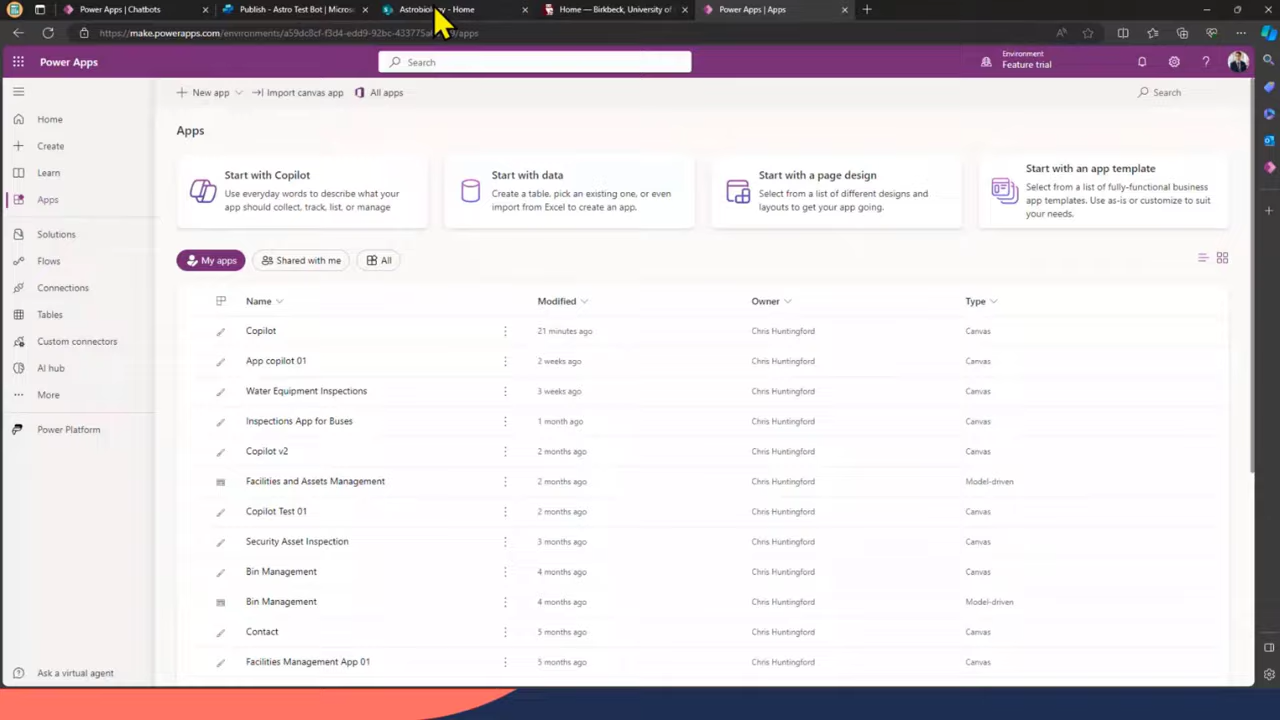 Power Apps | Chatbots
Publish - Astro Test Bot | Micros
Astrobiology - Home
Home — Birkbeck, University of
Power Apps | Apps
Power Apps
Search
Environment
Feature trial
New app
Import canvas app
All apps
Search
Home
Create
Learn
Apps
Solutions
Flows
Connections
Tables
Custom connectors
AI hub
More
Power Platform
Ask a virtual agent
Apps
Start with Copilot
Use everyday words to describe what your
app should collect, track, list, or manage
Start with data
Create a table, pick an existing one, or even
import from Excel to create an app.
Start with a page design
Select from a list of different designs and
layouts to get your app going.
Start with an app template
Select from a list of fully-functional business
app templates. Use as-is or customize to suit
your needs.
My apps
Shared with me
All
Name Modified Owner Type
Copilot 21 minutes ago Chris Huntingford Canvas
App copilot 01 2 weeks ago Chris Huntingford Canvas
Water Equipment Inspections 3 weeks ago Chris Huntingford Canvas
Inspections App for Buses 1 month ago Chris Huntingford Canvas
Copilot v2 2 months ago Chris Huntingford Canvas
Facilities and Assets Management 2 months ago Chris Huntingford Model-driven
Copilot Test 01 2 months ago Chris Huntingford Canvas
Security Asset Inspection 3 months ago Chris Huntingford Canvas
Bin Management 4 months ago Chris Huntingford Canvas
Bin Management 4 months ago Chris Huntingford Model-driven
Contact 5 months ago Chris Huntingford Canvas
Facilities Management App 01 5 months ago Chris Huntingford Canvas